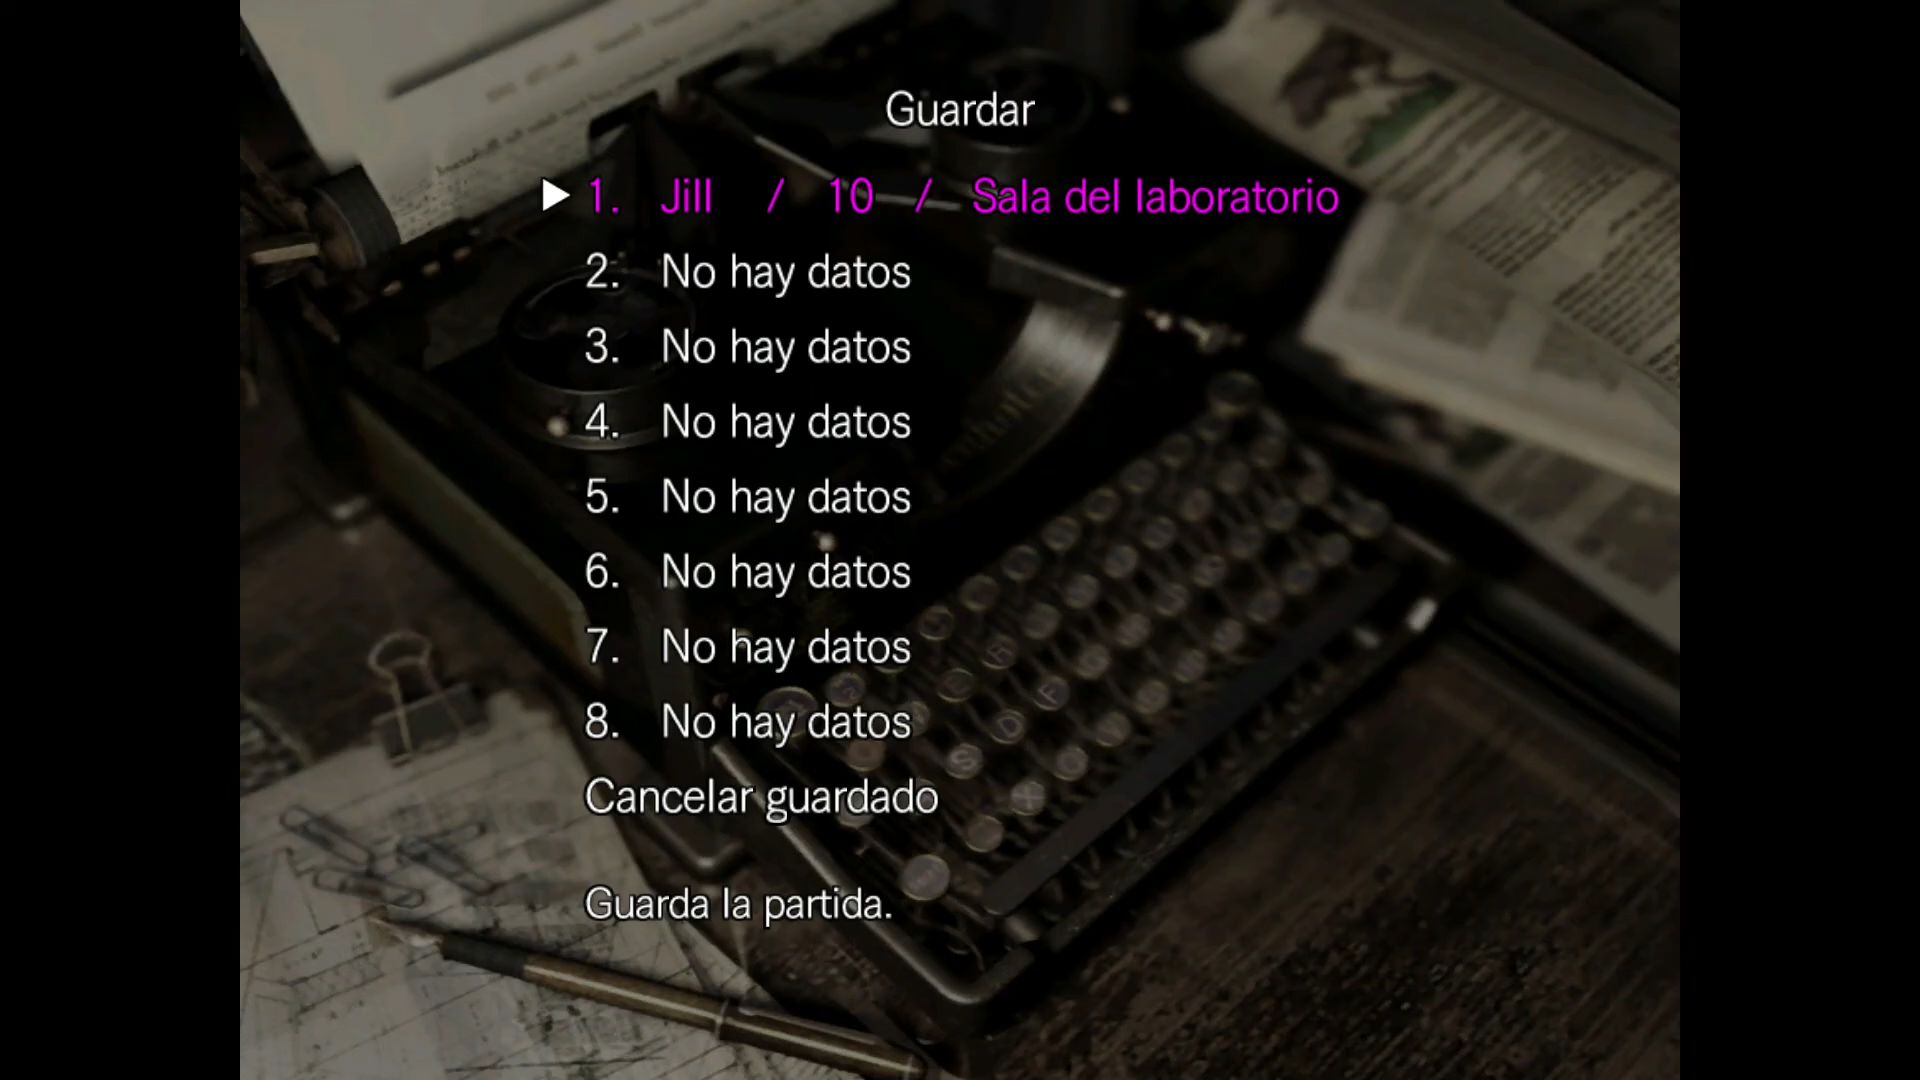 Guardar
1. Jill / 10 / Sala del laboratorio
2. No hay datos
3. No hay datos
4. No hay datos
5. No hay datos
6. No hay datos
7. No hay datos
8. No hay datos
Cancelar guardado
Guarda la partida.